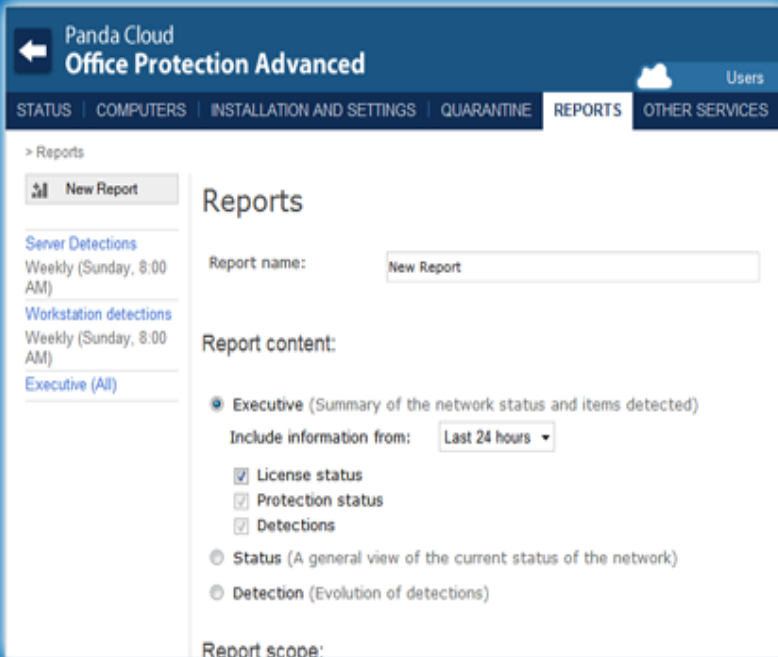 Panda Cloud
Office Protection Advanced
Users
STATUS | COMPUTERS | INSTALLATION AND SETTINGS | QUARANTINE REPORTS OTHER SERVICES
> Reports
New Report
Server Detections
Weekly (Sunday, 8:00
AM)
Workstation detections
Weekly (Sunday, 8:00
AM)
Executive (All)
Reports
Report name: New Report
Report content:
Executive (Summary of the network status and items detected)
Include information from: Last 24 hours
License status
Protection status
Detections
Status (A general view of the current status of the network)
Detection (Evolution of detections)
Report scope: